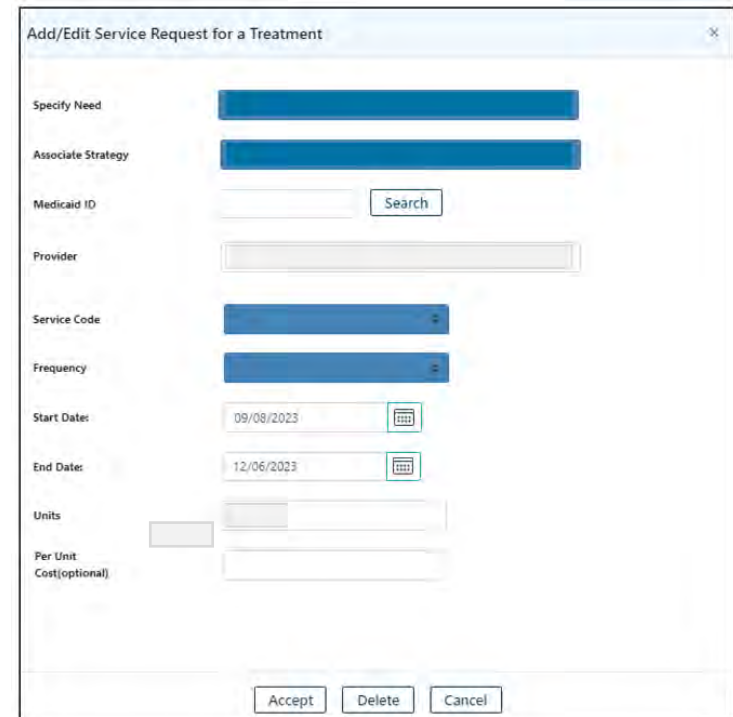 Add/Edit Service Request for a Treatment ×
Specify Need
Associate Strategy
Medicaid ID Search
Provider
Service Code
Frequency
Start Date: 09/08/2023
End Date: 12/06/2023
Units
Per Unit
Cost(optional)
Accept Delete Cancel